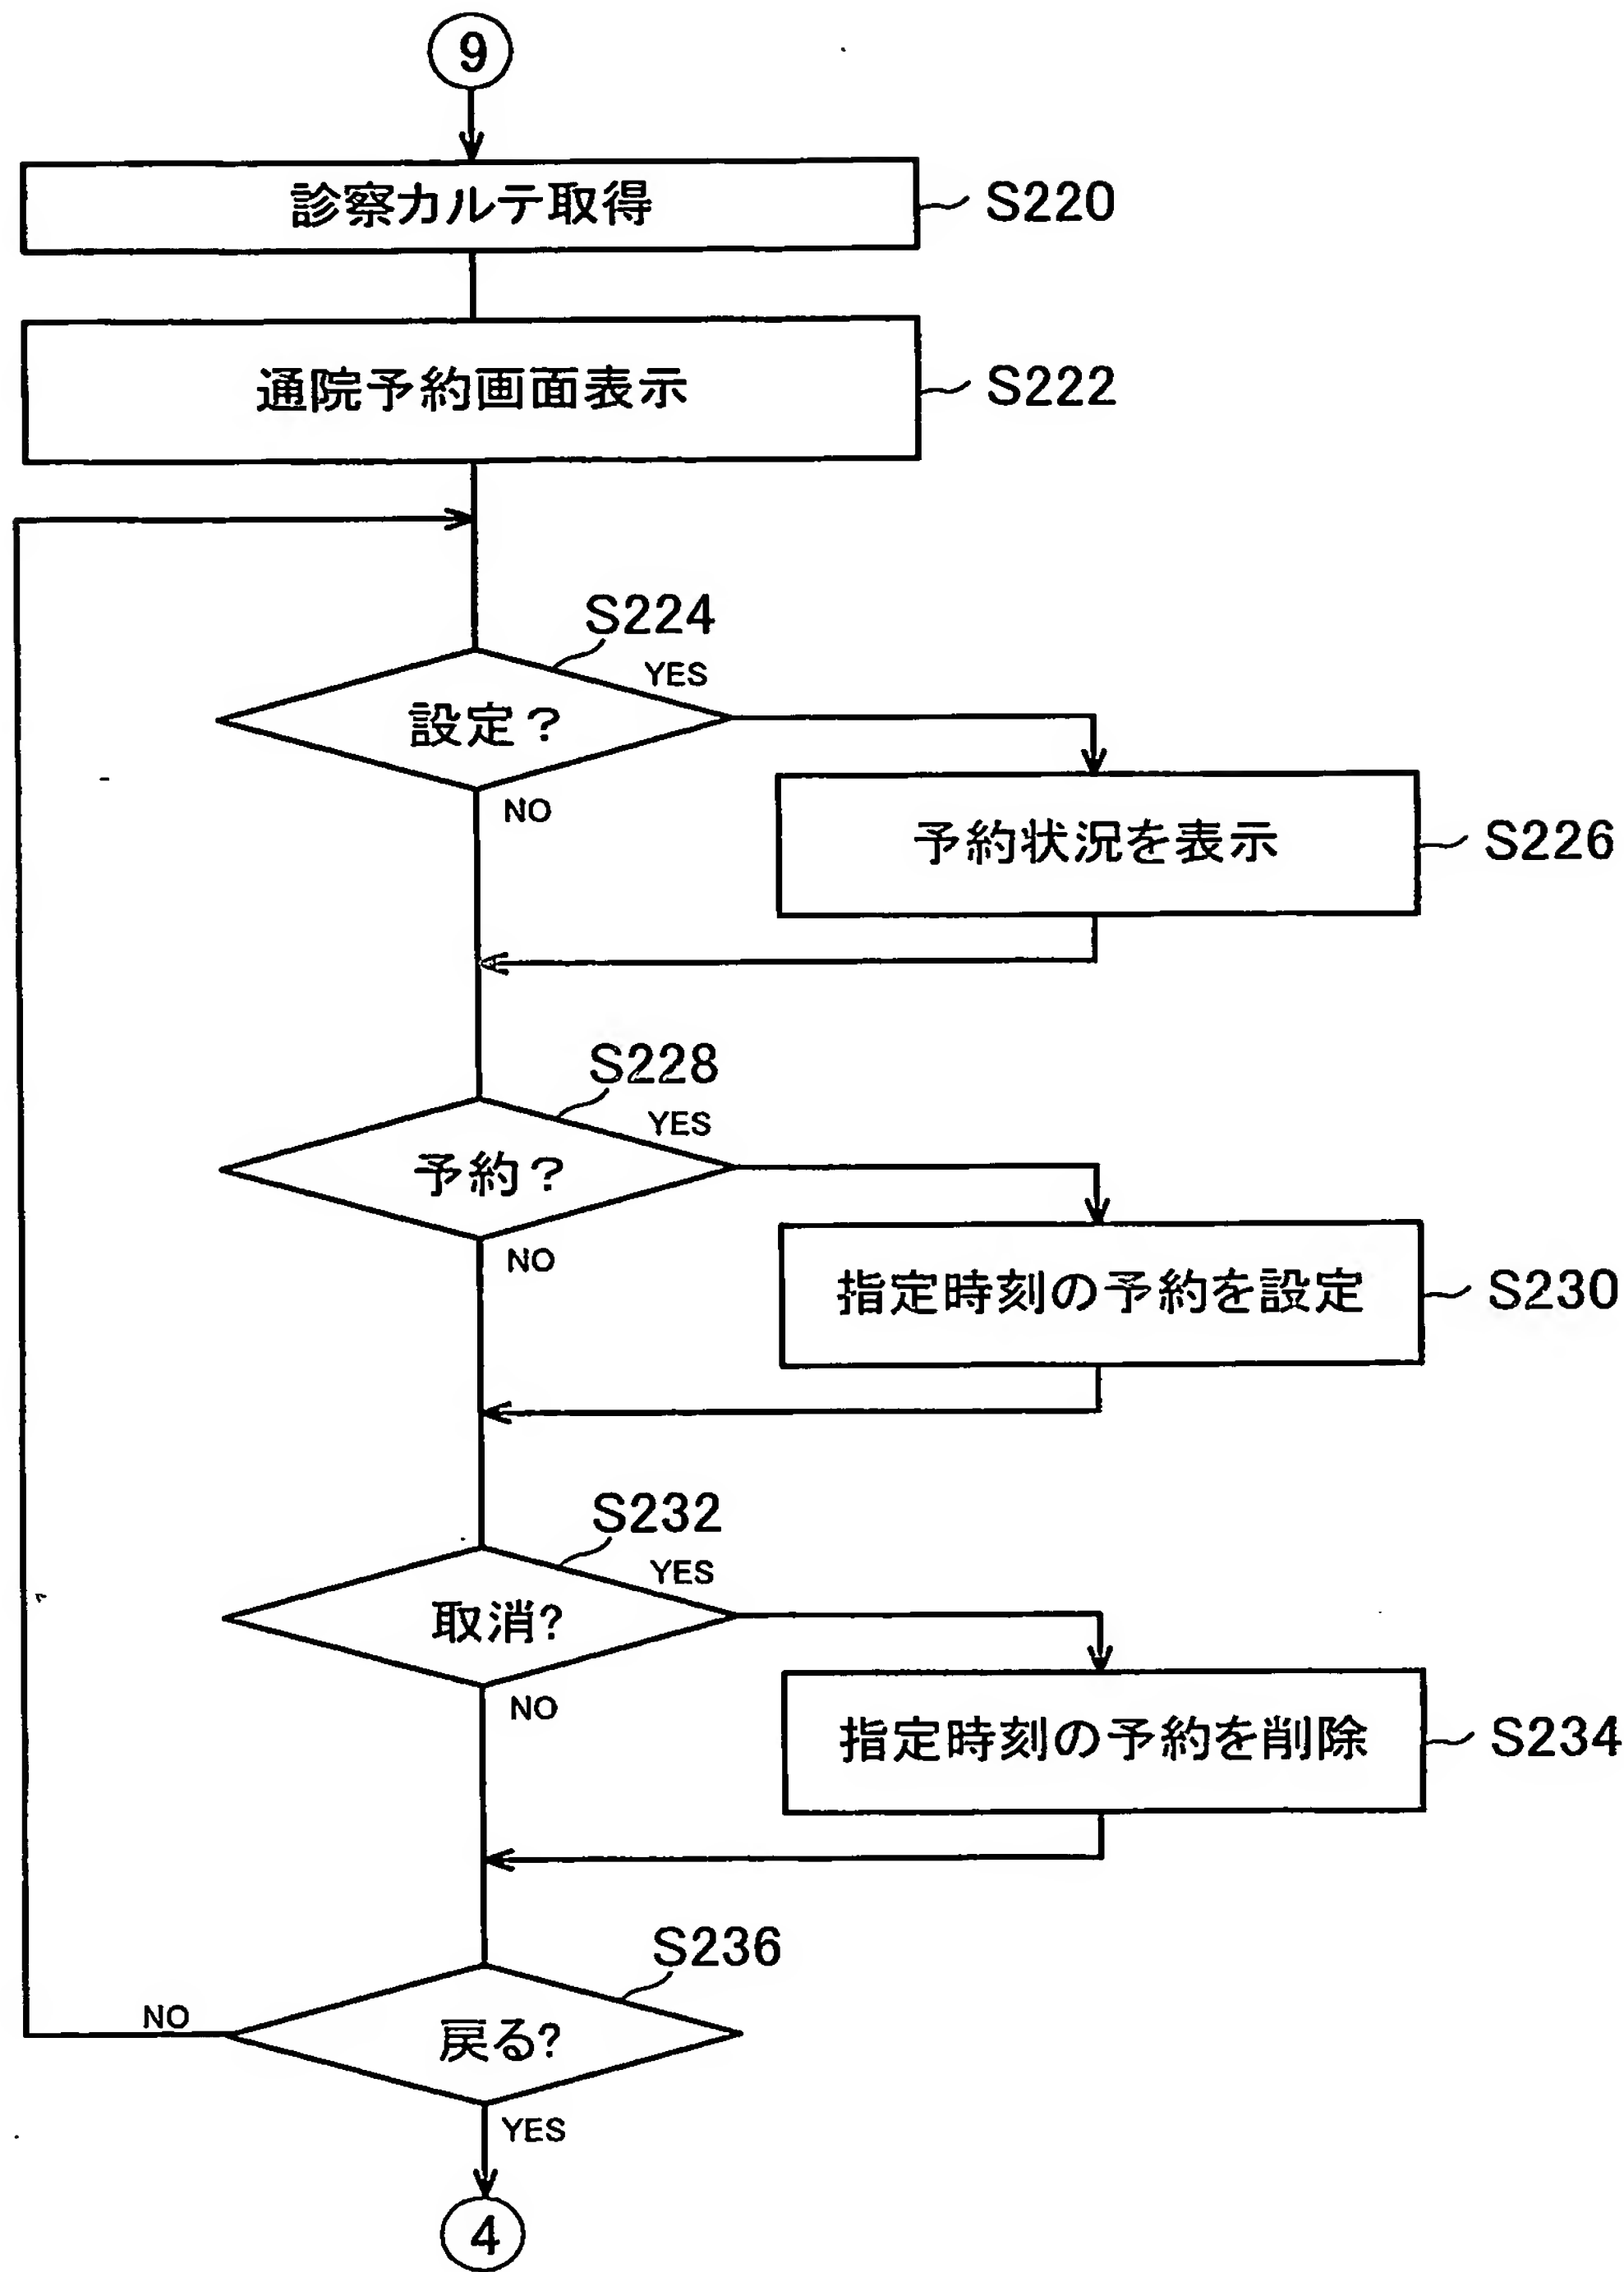 9
診察カルテ取得
S220
通院予約画面表示
S222
S224
YES
設定？
NO
予約状況を表示
S226
S228
YES
予約？
NO
指定時刻の予約を設定
S230
S232
YES
取消?
NO
指定時刻の予約を削除
S234
S236
NO
戻る?
YES
4